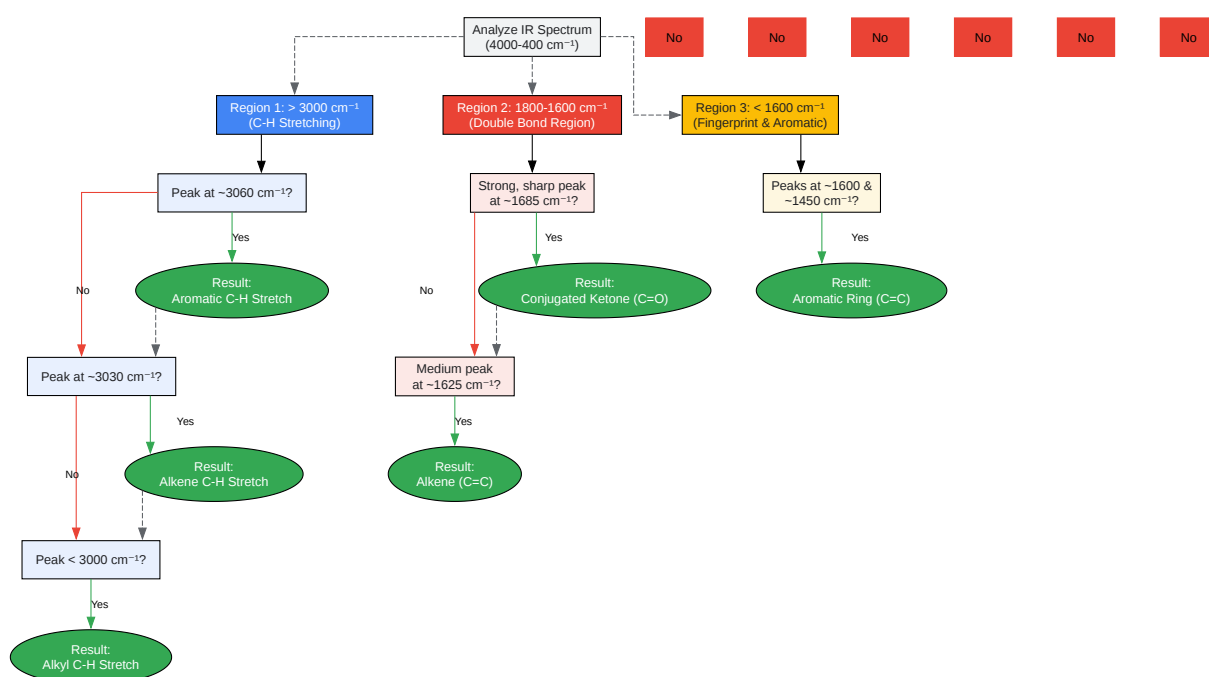 Analyze IR Spectrum
(4000-400 cm⁻¹)
No
No
No
No
No
No
Region 1: > 3000 cm⁻¹
(C-H Stretching)
Region 2: 1800-1600 cm⁻¹
(Double Bond Region)
Region 3: < 1600 cm⁻¹
(Fingerprint & Aromatic)
Peak at ~3060 cm⁻¹?
Strong, sharp peak
at ~1685 cm⁻¹?
Peaks at ~1600 &
~1450 cm⁻¹?
Yes
Yes
Yes
No
Result:
Aromatic C-H Stretch
No
Result:
Conjugated Ketone (C=O)
Result:
Aromatic Ring (C=C)
Peak at ~3030 cm⁻¹?
Medium peak
at ~1625 cm⁻¹?
Yes
Yes
No
Result:
Alkene C-H Stretch
Result:
Alkene (C=C)
Peak < 3000 cm⁻¹?
Yes
Result:
Alkyl C-H Stretch